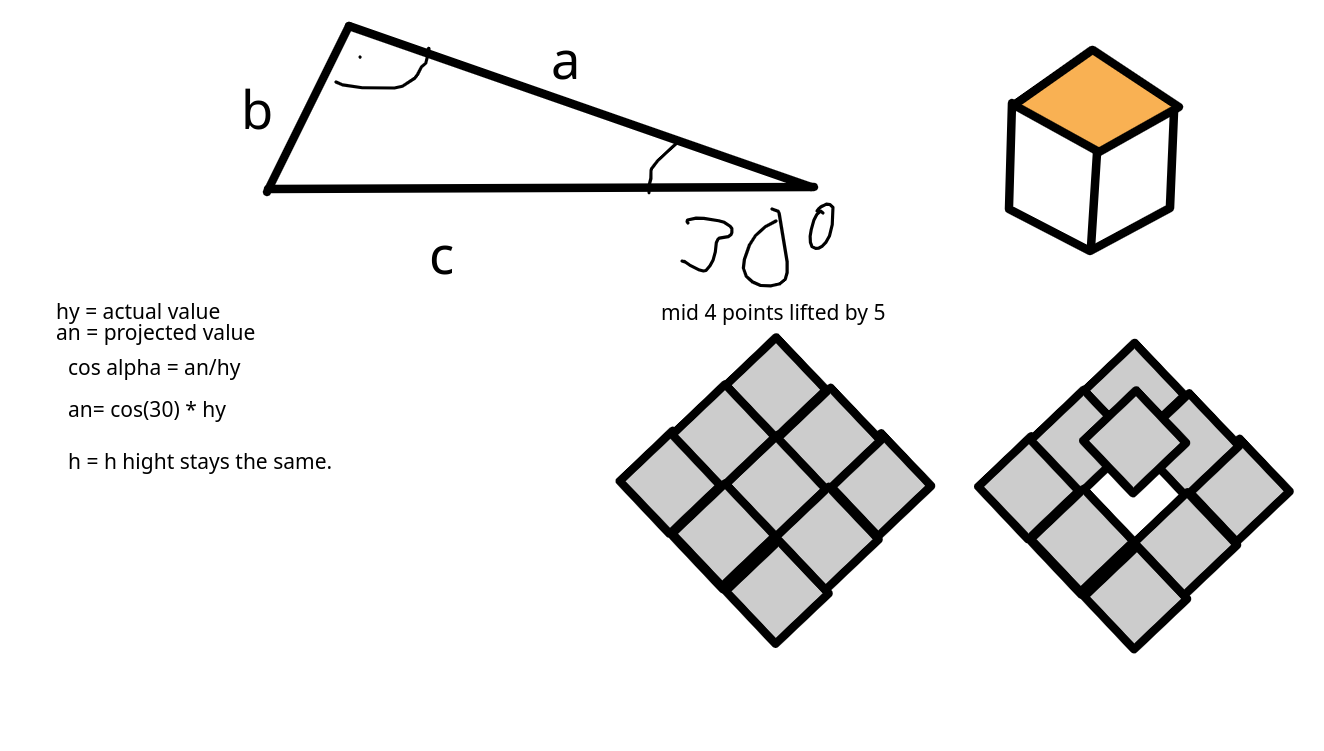 a
b
c
30°
hy = actual value
an = projected value
cos alpha = an/hy
an= cos(30) * hy
h = h hight stays the same.
mid 4 points lifted by 5